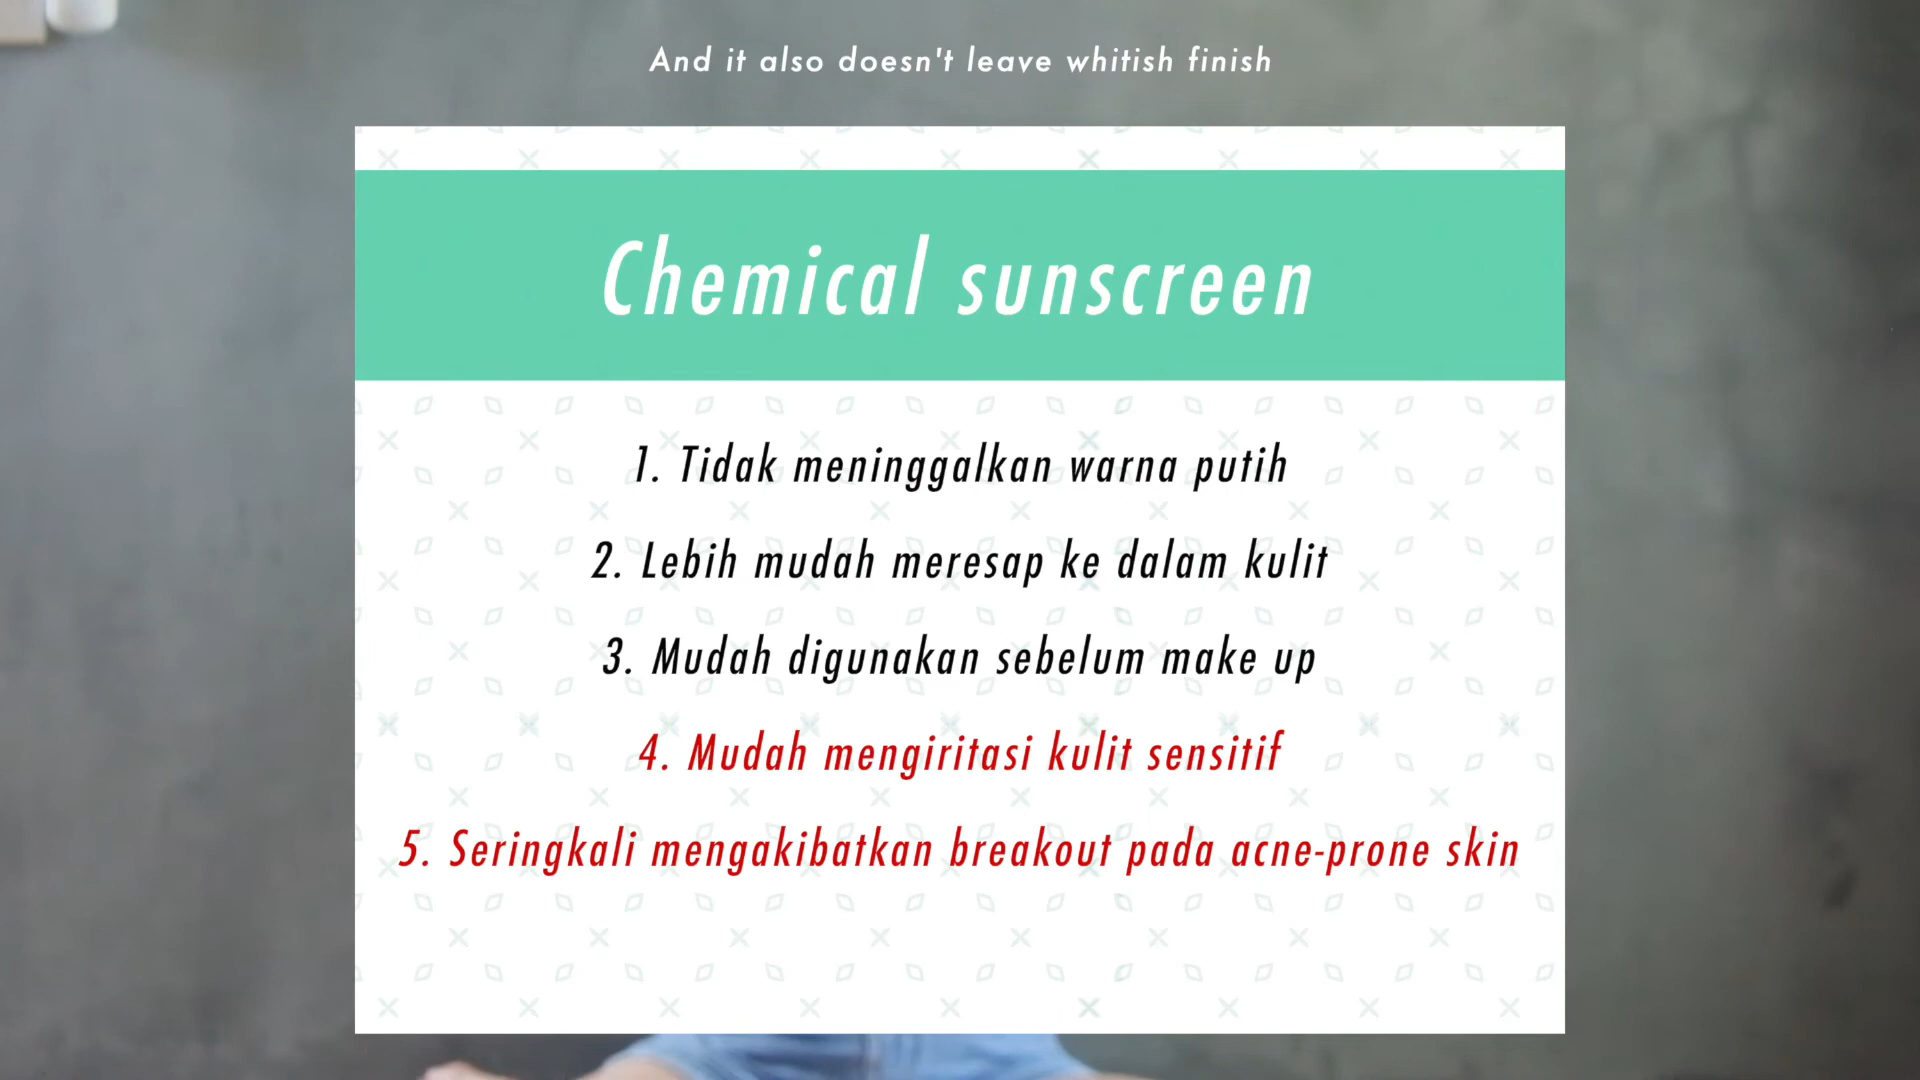 And it also doesn't leave whitish finish
Chemical sunscreen
1. Tidak meninggalkan warna putih
2. Lebih mudah meresap ke dalam kulit
3. Mudah digunakan sebelum make up
4. Mudah mengiritasi kulit sensitif
5. Seringkali mengakibatkan breakout pada acne-prone skin